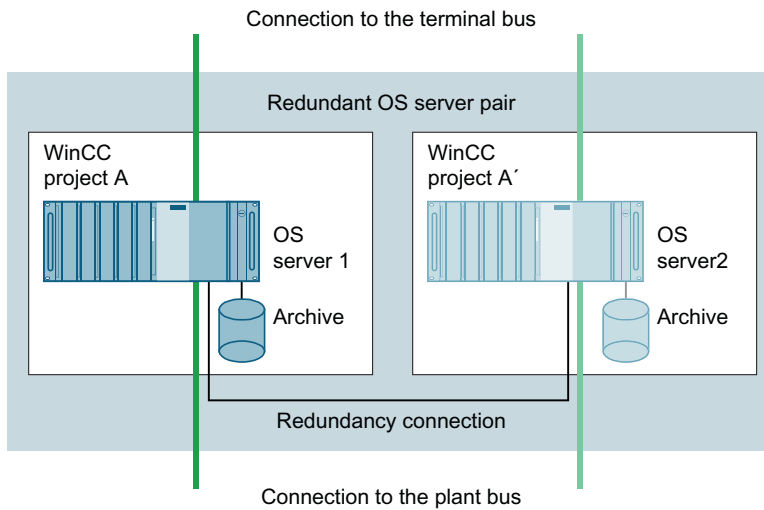 Connection to the terminal bus
Redundant OS server pair
WinCC
project A
OS
server 1
Archive
WinCC
project A´
OS
server2
Archive
Redundancy connection
Connection to the plant bus